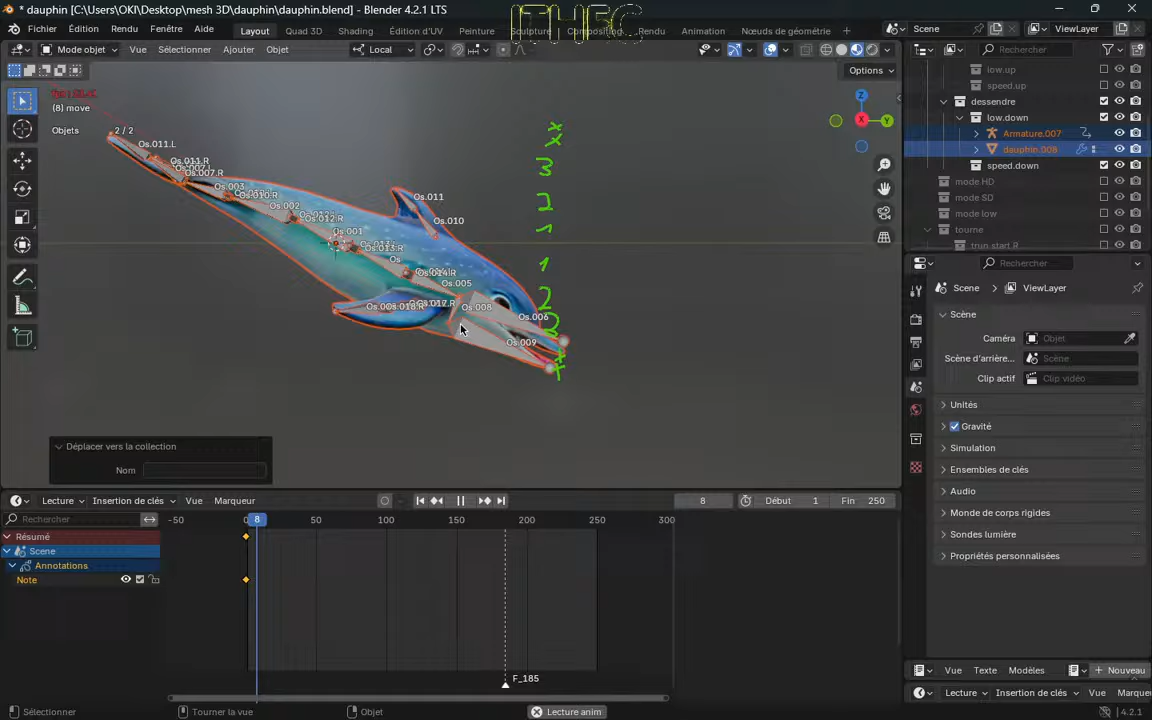 * dauphin [C:\Users\OKI\Desktop\mesh 3D\dauphin\dauphin.blend] - Blender 4.2.1 LTS
Fichier Édition Rendu Fenêtre Aide Layout Quad 3D Shading Édition d'UV Peinture Sculpture Compositing Rendu Animation Nœuds de géométrie + Scene ViewLayer
Mode objet Vue Sélectionner Ajouter Objet Local Rechercher
Options
(8) move
Objets 2 / 2
Os.011.L
Os.011.R
Os.007.R
Os.003
Os.010.R
Os.002
Os.012.R
Os.001
Os.013.R
Os
Os.005
Os.011
Os.010
Os.018.R
Os.017.R
Os.008
Os.006
Os.009
X
X
3
2
1
1
2
3
low.up
speed.up
dessendre
low.down
Armature.007
dauphin.008
speed.down
mode HD
mode SD
mode low
tourne
trun start.R
Rechercher
Scene ViewLayer
Scène
Caméra Objet
Scène d'arrière... Scène
Clip actif Clip vidéo
Unités
Gravité
Simulation
Ensembles de clés
Audio
Monde de corps rigides
Sondes lumière
Propriétés personnalisées
Vue Texte Modèles + Nouveau
Lecture Insertion de clés Vue Marque
Déplacer vers la collection
Nom
Lecture Insertion de clés Vue Marqueur 8 Début 1 Fin 250
Rechercher -50 0 8 50 100 150 200 250 300
Résumé
Scene
Annotations
Note
F_185
Sélectionner Tourner la vue Objet Lecture anim 4.2.1